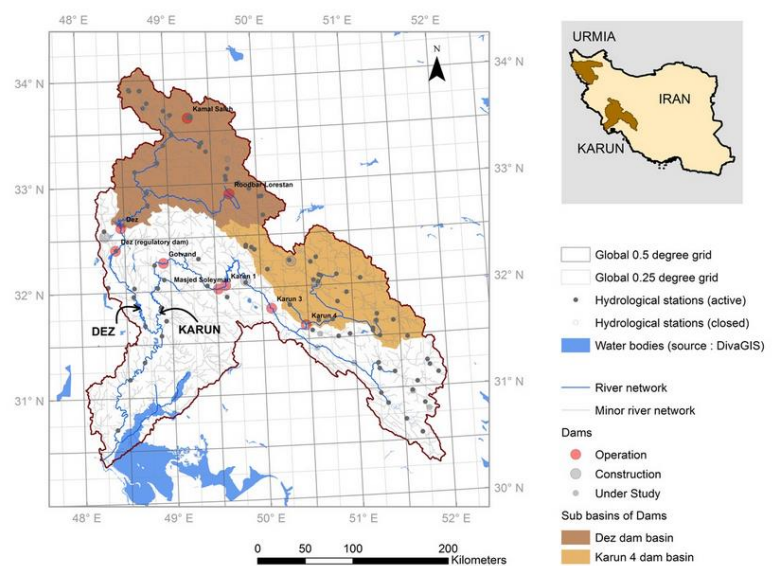 48° E 49° E 50° E 51° E 52° E
34° N
33° N
32° N
31° N
34° N
33° N
32° N
31° N
30° N
N
Kamal Saleh
Roodbar Lorestan
Dez
Dez (regulatory dam)
Gotvand
Masjed Soleyman
Karun 1
Karun 3
Karun 4
DEZ
KARUN
48° E 49° E 50° E 51° E 52° E
0 50 100 200
Kilometers
URMIA
IRAN
KARUN
Global 0.5 degree grid
Global 0.25 degree grid
Hydrological stations (active)
Hydrological stations (closed)
Water bodies (source : DivaGIS)
River network
Minor river network
Dams
Operation
Construction
Under Study
Sub basins of Dams
Dez dam basin
Karun 4 dam basin